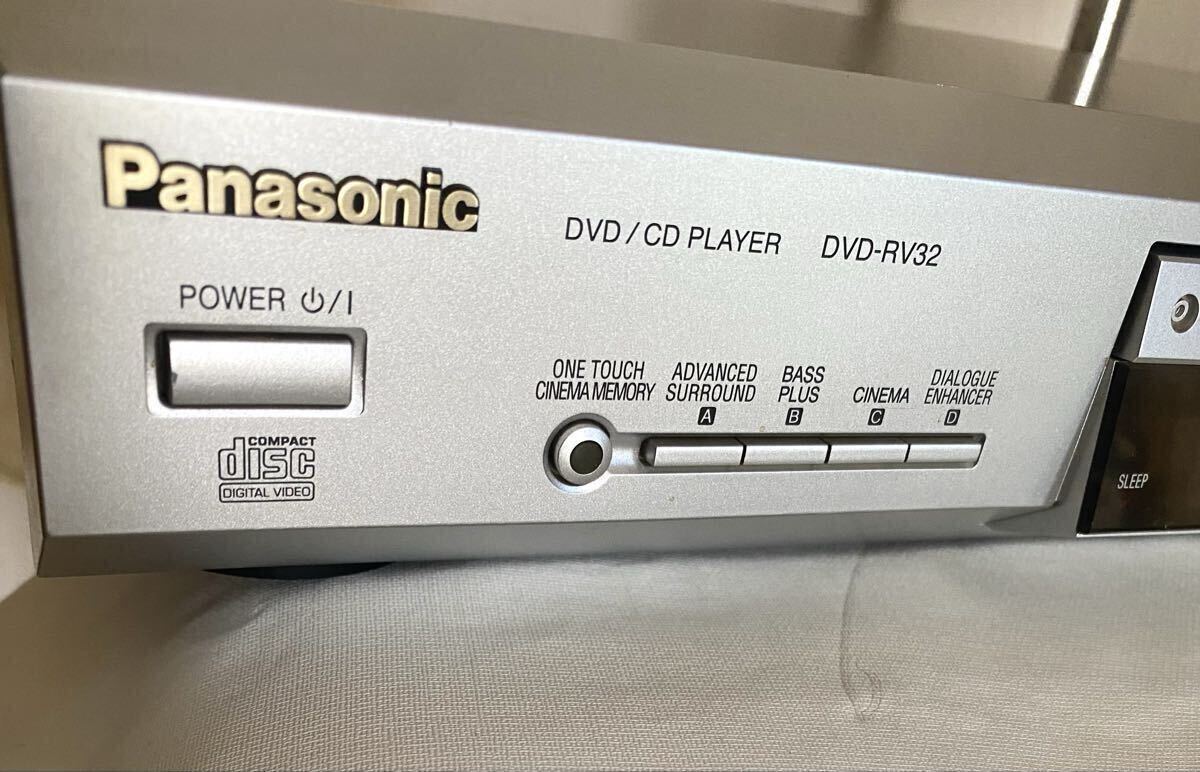 Panasonic
DVD / CD PLAYER DVD-RV32
POWER ⏻/I
ONE TOUCH
CINEMA MEMORY
ADVANCED
SURROUND
A
BASS
PLUS
B
CINEMA
C
DIALOGUE
ENHANCER
D
COMPACT
disc
DIGITAL VIDEO
SLEEP